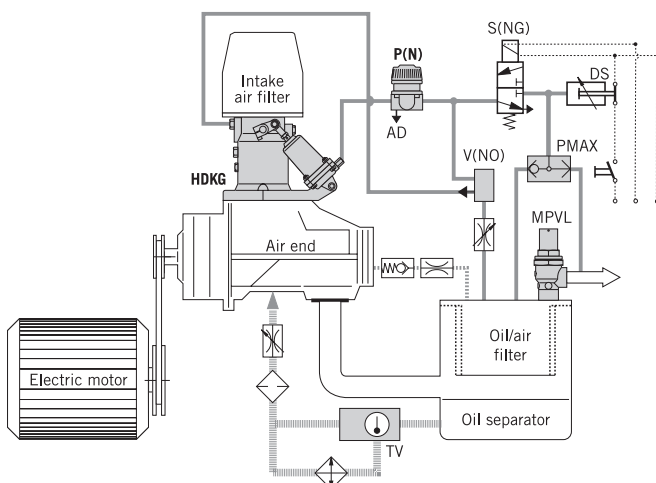 S(NG)
P(N)
Intake
air filter
DS
AD
V(NO)
PMAX
HDKG
MPVL
Air end
Oil/air
filter
Electric motor
Oil separator
TV